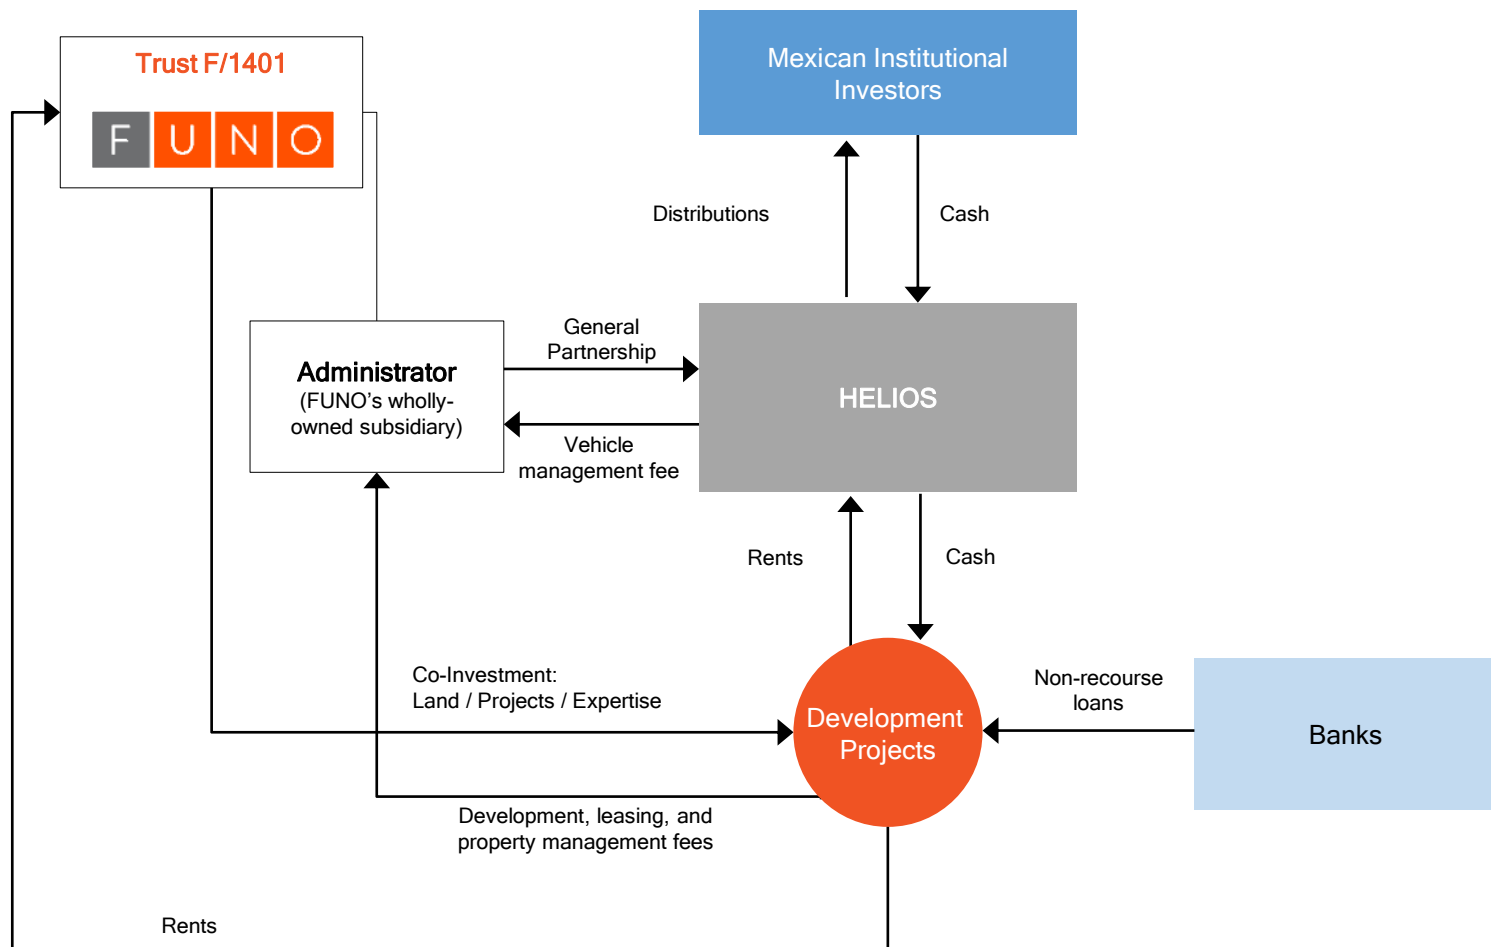 Trust F/1401
FUNO
Mexican Institutional
Investors
Distributions
Cash
General
Partnership
Administrator
(FUNO’s wholly-
owned subsidiary)
HELIOS
Vehicle
management fee
Rents
Cash
Co-Investment:
Land / Projects / Expertise
Non-recourse
loans
Development
Projects
Banks
Development, leasing, and
property management fees
Rents